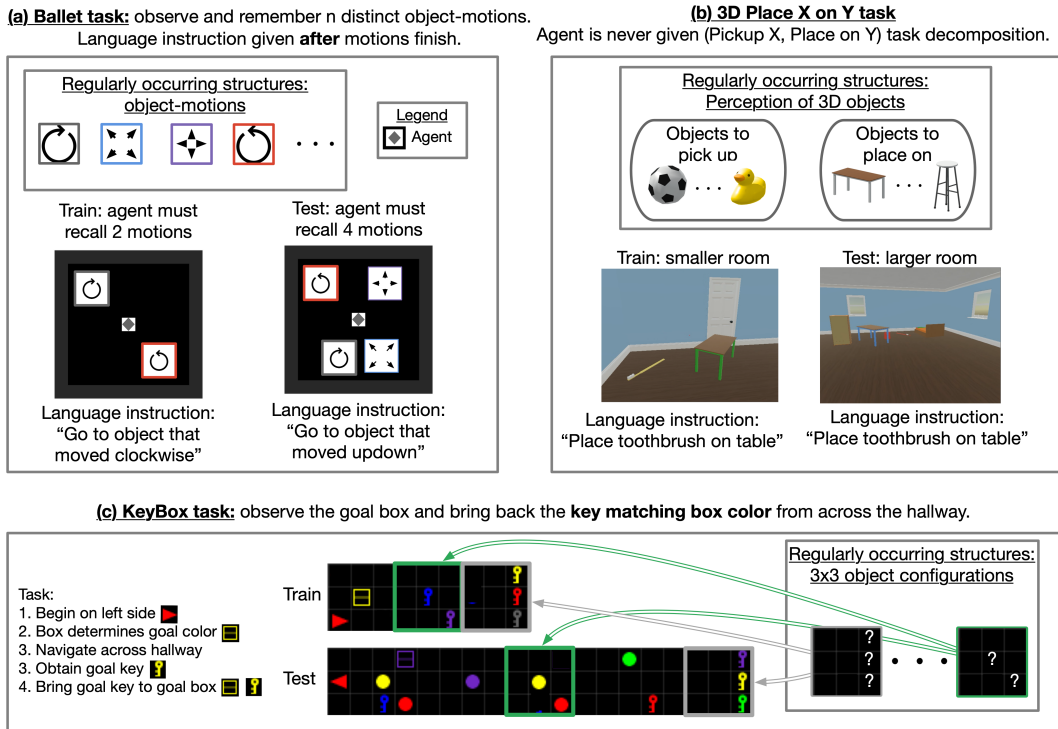 (a) Ballet task: observe and remember n distinct object-motions.
Language instruction given after motions finish.
Regularly occurring structures:
object-motions
Legend
Agent
Train: agent must
recall 2 motions
Test: agent must
recall 4 motions
Language instruction:
“Go to object that
moved clockwise”
Language instruction:
“Go to object that
moved updown”
(b) 3D Place X on Y task
Agent is never given (Pickup X, Place on Y) task decomposition.
Regularly occurring structures:
Perception of 3D objects
Objects to
pick up
Objects to
place on
Train: smaller room
Test: larger room
Language instruction:
“Place toothbrush on table”
Language instruction:
“Place toothbrush on table”
(c) KeyBox task: observe the goal box and bring back the key matching box color from across the hallway.
Task:
1. Begin on left side
2. Box determines goal color
3. Navigate across hallway
4. Obtain goal key
4. Bring goal key to goal box
Train
Test
Regularly occurring structures:
3x3 object configurations
?
?
?
?
?